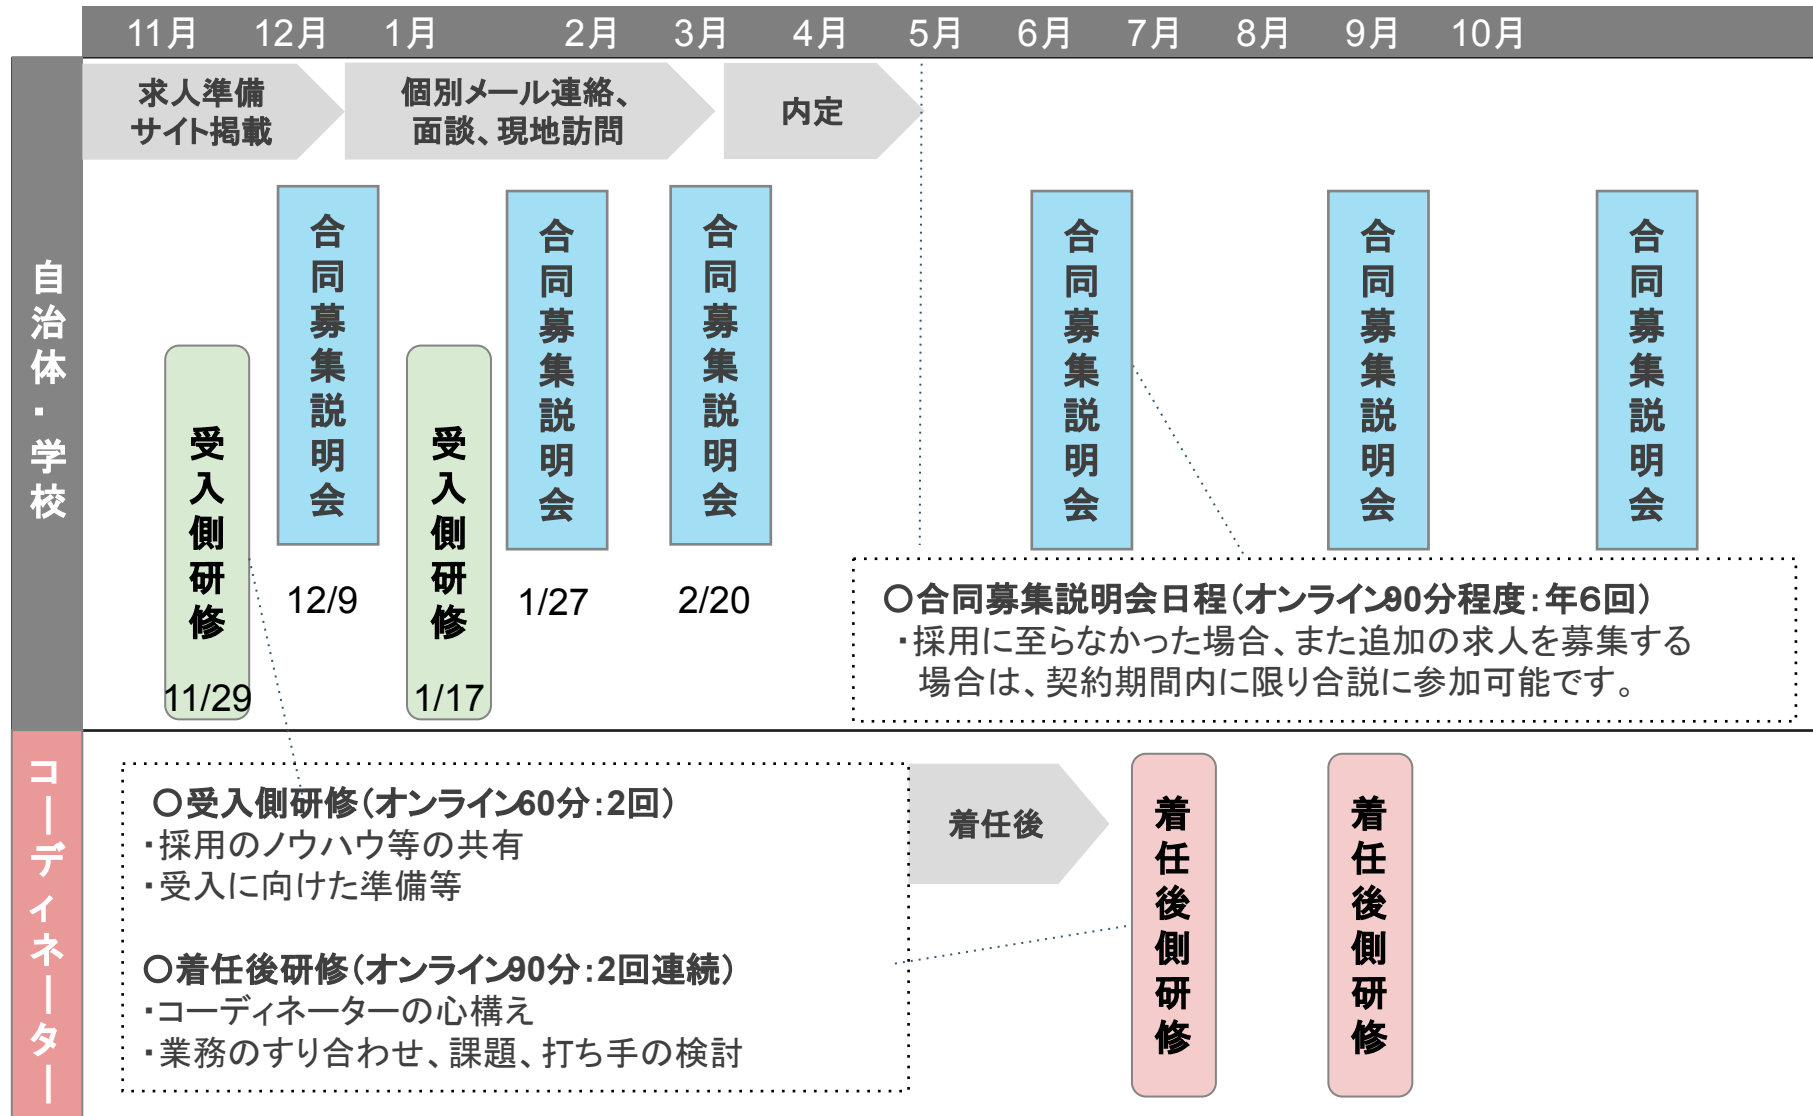 11月 12月 1月 2月 3月 4月 5月 6月 7月 8月 9月 10月
求人準備
サイト掲載
個別メール連絡、
面談、現地訪問
内定
自治体・学校
合同募集説明会
合同募集説明会
合同募集説明会
合同募集説明会
合同募集説明会
合同募集説明会
受入側研修
11/29
受入側研修
1/17
12/9
1/27
2/20
〇合同募集説明会日程(オンライン90分程度:年6回)
・採用に至らなかった場合、また追加の求人を募集する
場合は、契約期間内に限り合説に参加可能です。
コーディネーター
〇受入側研修(オンライン60分:2回)
・採用のノウハウ等の共有
・受入に向けた準備等
〇着任後研修(オンライン90分:2回連続)
・コーディネーターの心構え
・業務のすり合わせ、課題、打ち手の検討
着任後
着任後側研修
着任後側研修